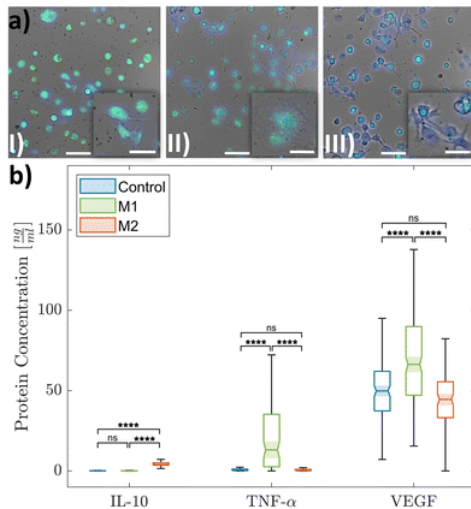 a)
I)
II)
III)
b)
Control
M1
M2
Protein Concentration [ng/ml]
150
100
50
0
ns
****
****
ns
****
****
****
ns
****
IL-10
TNF-α
VEGF